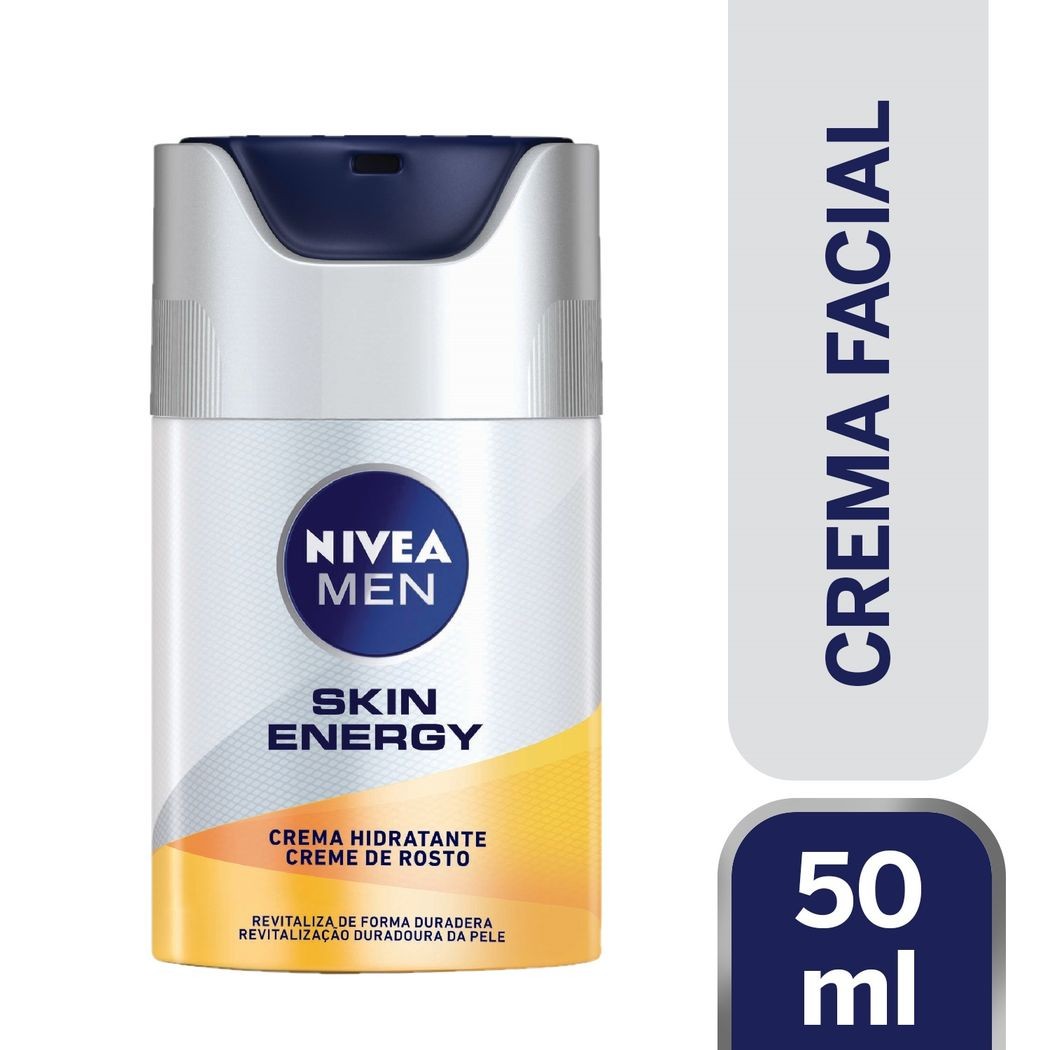 NIVEA
MEN
SKIN
ENERGY
CREMA HIDRATANTE
CREME DE ROSTO
REVITALIZA DE FORMA DURADERA
REVITALIZAÇÃO DURADOURA DA PELE
CREMA FACIAL
50
ml